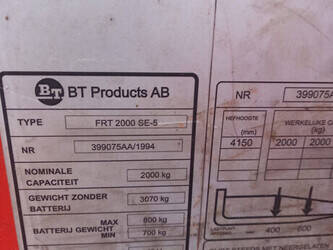 BT BT Products AB
TYPE FRT 2000 SE-5
NR 399075AA/1994
NOMINALE
CAPACITEIT 2000 kg
GEWICHT ZONDER
BATTERIJ 3070 kg
MAX 800 kg
BATTERIJ GEWICHT
MIN 700 kg
NR 399075A
HEFHOOGTE WERKELIJKE
(mm) (kg)
4150 2000 2000
400 600